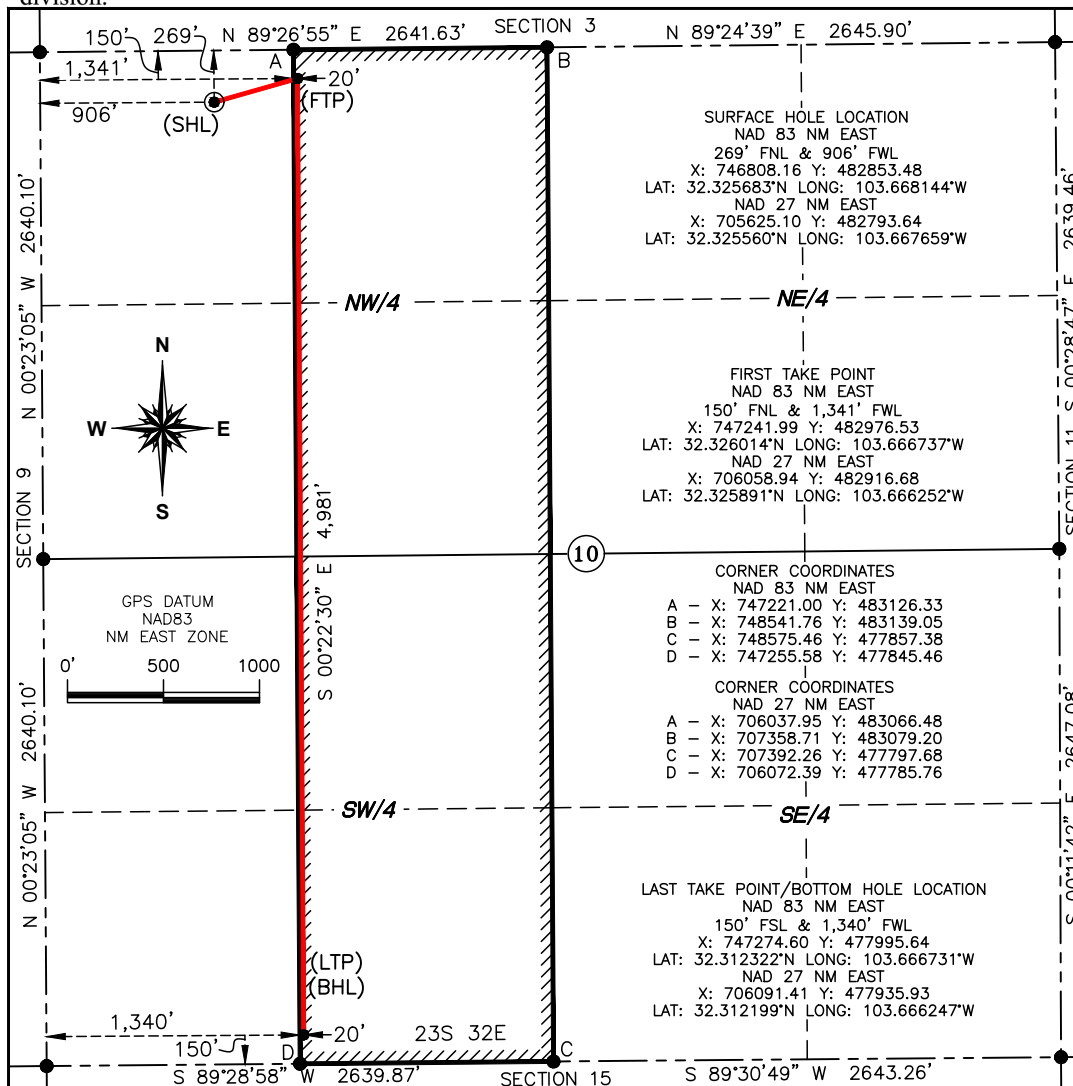 division.
SECTION 3
150' 269' N 89°26'55" E 2641.63'
N 89°24'39" E 2645.90'
A
B
1,341'
20'
(FTP)
906'
(SHL)
SURFACE HOLE LOCATION
NAD 83 NM EAST
269' FNL & 906' FWL
X: 746808.16 Y: 482853.48
LAT: 32.325683°N LONG: 103.668144°W
NAD 27 NM EAST
X: 705625.10 Y: 482793.64
LAT: 32.325560°N LONG: 103.667659°W
N 00°23'05" W 2640.10'
S 00°28'47" E 2639.46'
NW/4
NE/4
N
W E
S
FIRST TAKE POINT
NAD 83 NM EAST
150' FNL & 1,341' FWL
X: 747241.99 Y: 482976.53
LAT: 32.326014°N LONG: 103.666737°W
NAD 27 NM EAST
X: 706058.94 Y: 482916.68
LAT: 32.325891°N LONG: 103.666252°W
SECTION 9
SECTION 11
S 00°22'30" E 4,981'
10
GPS DATUM
NAD83
NM EAST ZONE
0' 500 1000
CORNER COORDINATES
NAD 83 NM EAST
A - X: 747221.00 Y: 483126.33
B - X: 748541.76 Y: 483139.05
C - X: 748575.46 Y: 477857.38
D - X: 747255.58 Y: 477845.46
CORNER COORDINATES
NAD 27 NM EAST
A - X: 706037.95 Y: 483066.48
B - X: 707358.71 Y: 483079.20
C - X: 707392.26 Y: 477797.68
D - X: 706072.39 Y: 477785.76
N 00°23'05" W 2640.10'
S 00°11'42" E 2647.08'
SW/4
SE/4
LAST TAKE POINT/BOTTOM HOLE LOCATION
NAD 83 NM EAST
150' FSL & 1,340' FWL
X: 747274.60 Y: 477995.64
LAT: 32.312322°N LONG: 103.666731°W
NAD 27 NM EAST
X: 706091.41 Y: 477935.93
LAT: 32.312199°N LONG: 103.666247°W
(LTP)
(BHL)
1,340'
20'
23S 32E
150'
D
C
S 89°28'58" W 2639.87'
SECTION 15
S 89°30'49" W 2643.26'